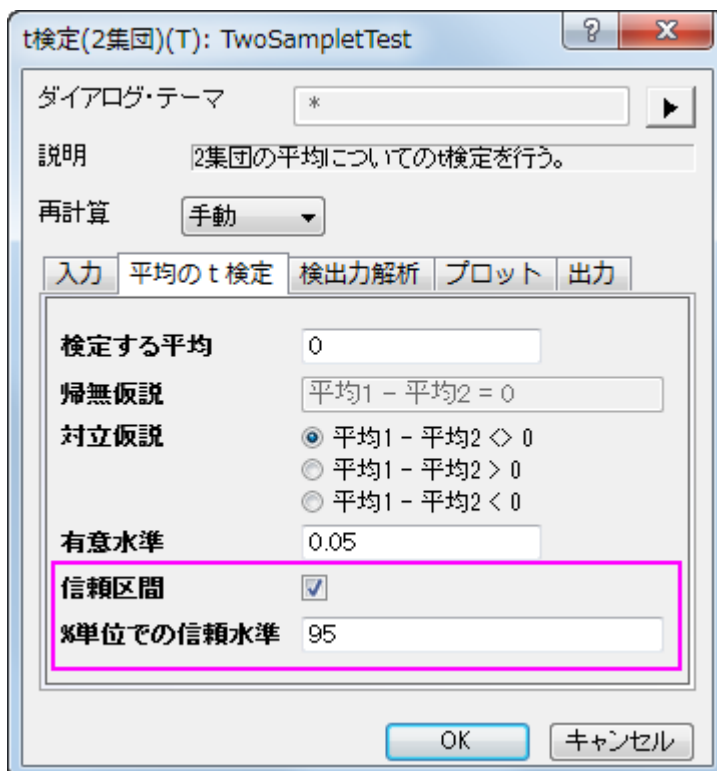 t検定(2集団)(T): TwoSampletTest
ダイアログ・テーマ *
説明 2集団の平均についてのt検定を行う。
再計算 手動
入力 平均のt検定 検出力解析 プロット 出力
検定する平均 0
帰無仮説 平均1 - 平均2 = 0
対立仮説 平均1 - 平均2 <> 0
平均1 - 平均2 > 0
平均1 - 平均2 < 0
有意水準 0.05
信頼区間
%単位での信頼水準 95
OK キャンセル